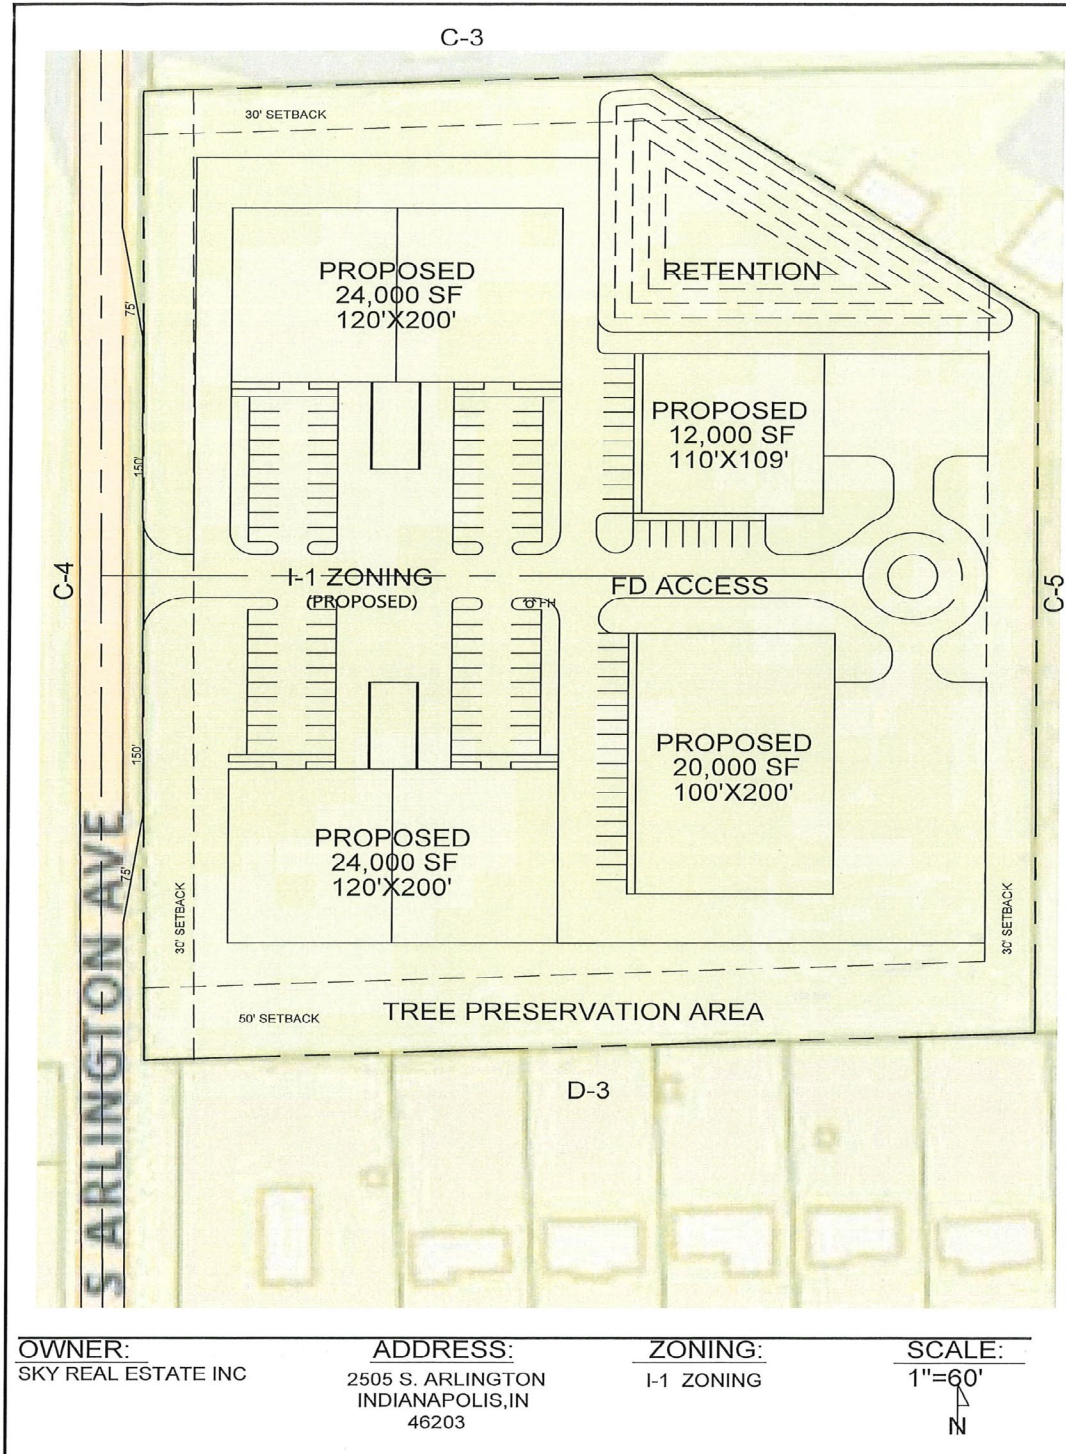 C-3
30' SETBACK
PROPOSED
24,000 SF
120'X200'
RETENTION
75'
PROPOSED
12,000 SF
110'X109'
150'
C-4
I-1 ZONING
(PROPOSED)
FH
FD ACCESS
C-5
150'
PROPOSED
20,000 SF
100'X200'
PROPOSED
24,000 SF
120'X200'
75'
30' SETBACK
30' SETBACK
S ARLINGTON AVE
50' SETBACK
TREE PRESERVATION AREA
D-3
OWNER:
SKY REAL ESTATE INC
ADDRESS:
2505 S. ARLINGTON
INDIANAPOLIS,IN
46203
ZONING:
I-1 ZONING
SCALE:
1"=60'
N